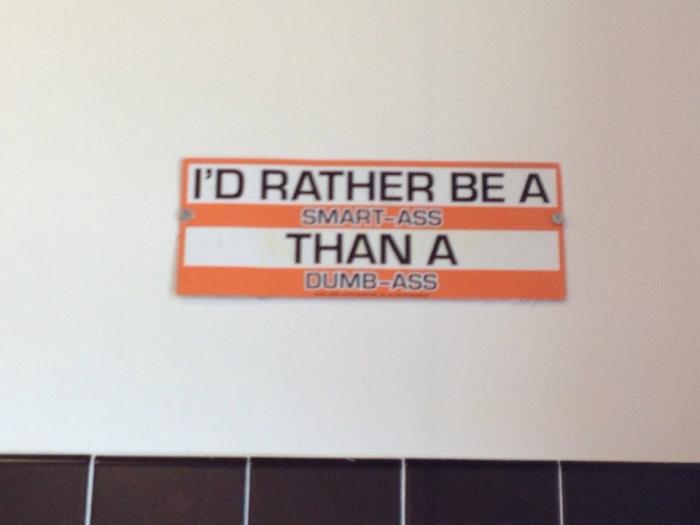 I'D RATHER BE A
SMART-ASS
THAN A
DUMB-ASS